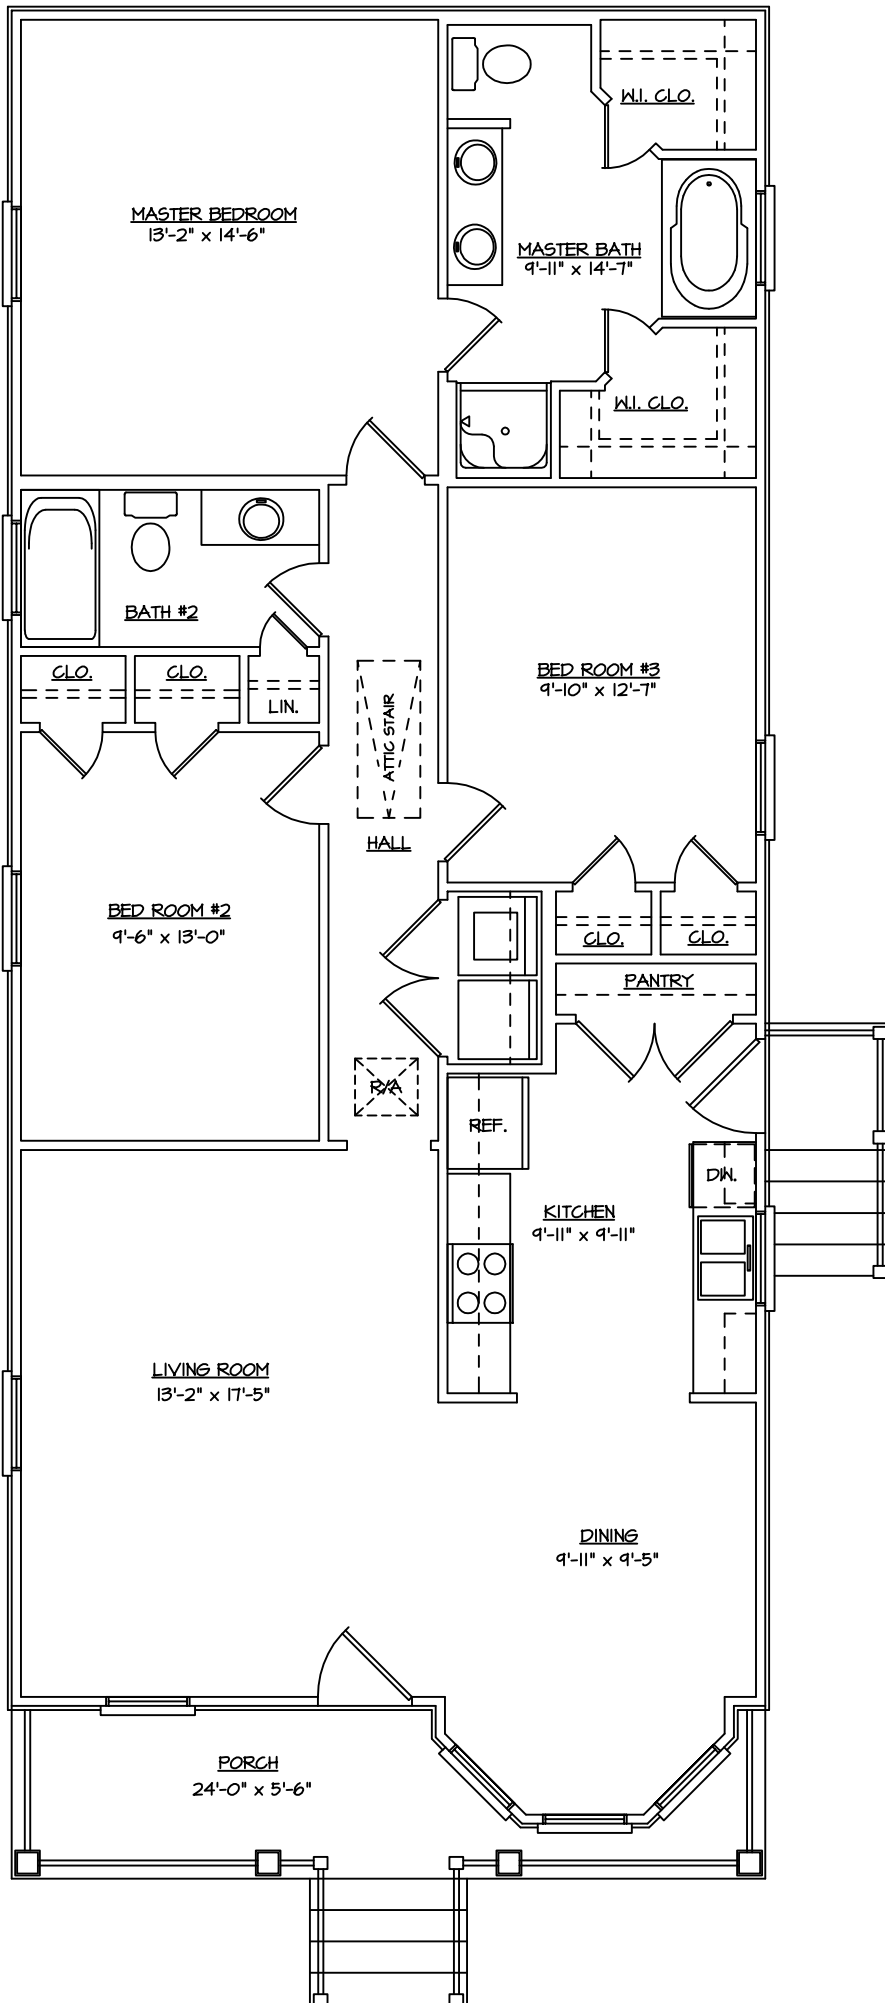 W.I. CLO.
MASTER BEDROOM
13'-2" x 14'-6"
MASTER BATH
9'-11" x 14'-7"
W.I. CLO.
BATH #2
CLO.
CLO.
LIN.
BED ROOM #3
9'-10" x 12'-7"
ATTIC STAIR
HALL
BED ROOM #2
9'-6" x 13'-0"
CLO.
CLO.
PANTRY
R/A
REF.
D.W.
KITCHEN
9'-11" x 9'-11"
LIVING ROOM
13'-2" x 17'-5"
DINING
9'-11" x 9'-5"
PORCH
24'-0" x 5'-6"